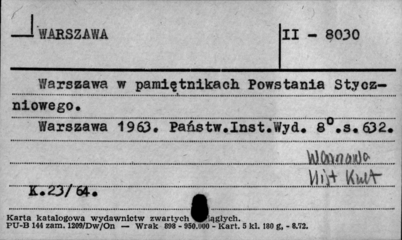 WARSZAWA
II - 8030
Warszawa w pamiętnikach Powstania Stycz-
niowego.
Warszawa 1963. Państw.Inst.Wyd. 8°.s.632.
Warszawa
Hist Kult
K.23/64.
Karta katalogowa wydawnictw zwartych ciągłych.
PU-B 144 zam. 1209/Dw/On — Wrak 898 - 950.000 - Kart. 5 kl. 180 g, - 8.72.